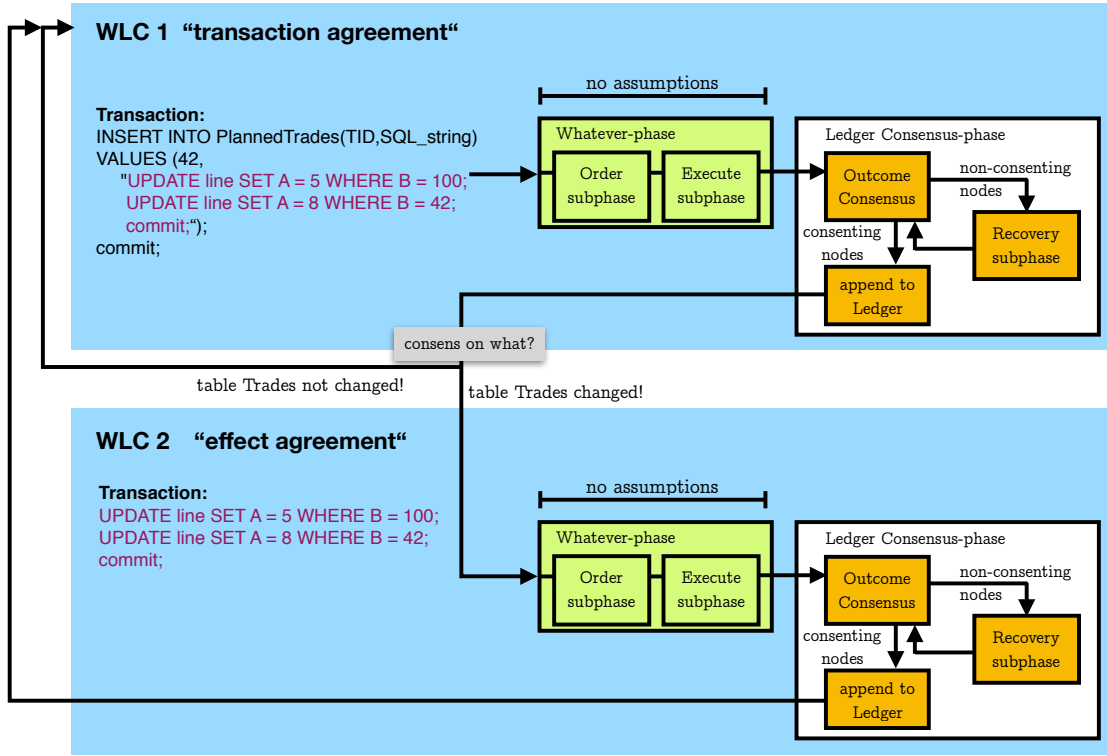 WLC 1 “transaction agreement“
no assumptions
Transaction:
INSERT INTO PlannedTrades(TID,SQL_string)
VALUES (42,
"UPDATE line SET A = 5 WHERE B = 100;
UPDATE line SET A = 8 WHERE B = 42;
commit;“);
commit;
Whatever-phase
Order
subphase
Execute
subphase
Ledger Consensus-phase
Outcome
Consensus
non-consenting
nodes
consenting
nodes
Recovery
subphase
append to
Ledger
consens on what?
table Trades not changed!
table Trades changed!
WLC 2 “effect agreement“
no assumptions
Transaction:
UPDATE line SET A = 5 WHERE B = 100;
UPDATE line SET A = 8 WHERE B = 42;
commit;
Whatever-phase
Order
subphase
Execute
subphase
Ledger Consensus-phase
Outcome
Consensus
non-consenting
nodes
consenting
nodes
Recovery
subphase
append to
Ledger